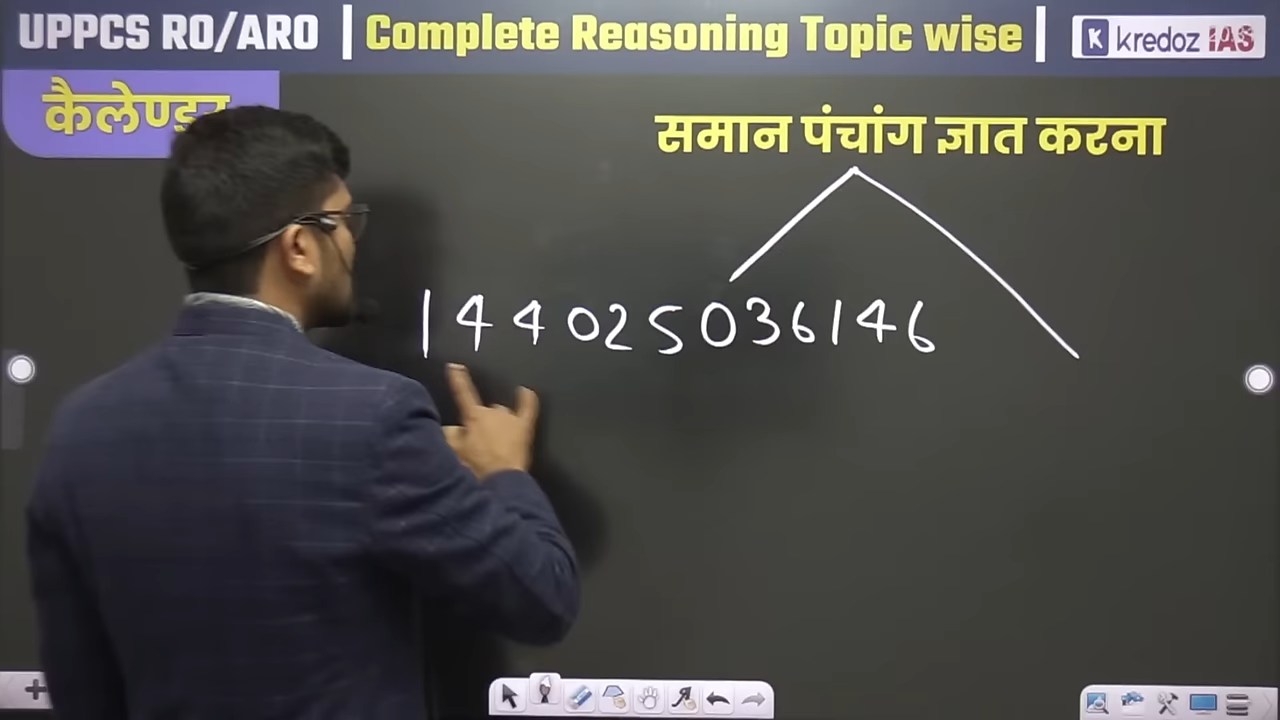 UPPCS RO/ARO | Complete Reasoning Topic wise |
K kredoz IAS
समान पंचांग ज्ञात करना
144025036146